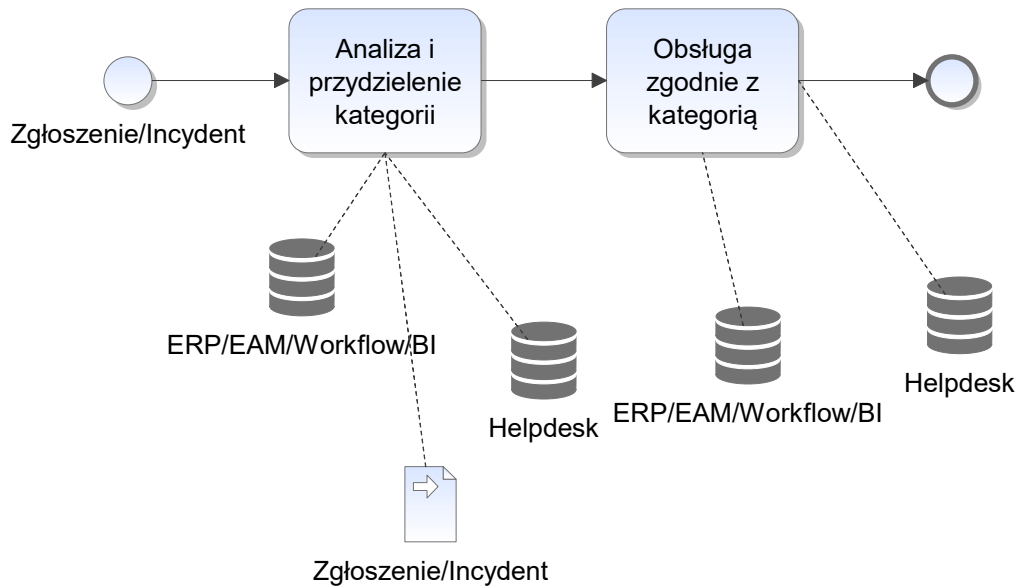 Analiza i
przydzielenie
kategorii
Obsługa
zgodnie z
kategorią
Zgłoszenie/Incydent
ERP/EAM/Workflow/BI
Helpdesk
ERP/EAM/Workflow/BI
Helpdesk
Zgłoszenie/Incydent